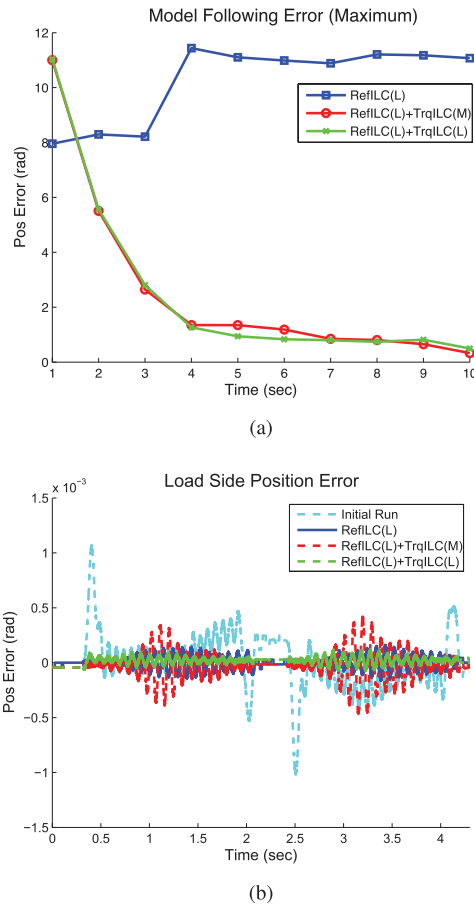 Model Following Error (Maximum)
12
10
8
6
4
2
0
Pos Error (rad)
RefILC(L)
RefILC(L)+TrqILC(M)
RefILC(L)+TrqILC(L)
1 2 3 4 5 6 7 8 9 10
Time (sec)
(a)
Load Side Position Error
x 10⁻³
1.5
1
0.5
0
−0.5
−1
−1.5
Pos Error (rad)
Initial Run
RefILC(L)
RefILC(L)+TrqILC(M)
RefILC(L)+TrqILC(L)
0 0.5 1 1.5 2 2.5 3 3.5 4
Time (sec)
(b)